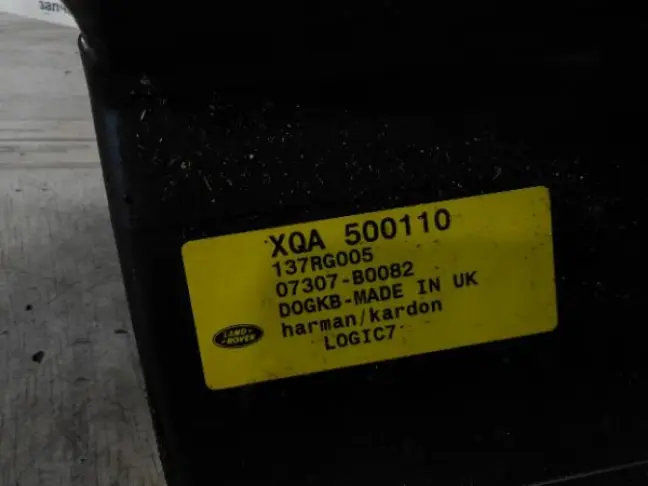 XQA 500110
137RG005
07307-B0082
DOGKB-MADE IN UK
harman/kardon
LOGIC7
LAND-
ROVER